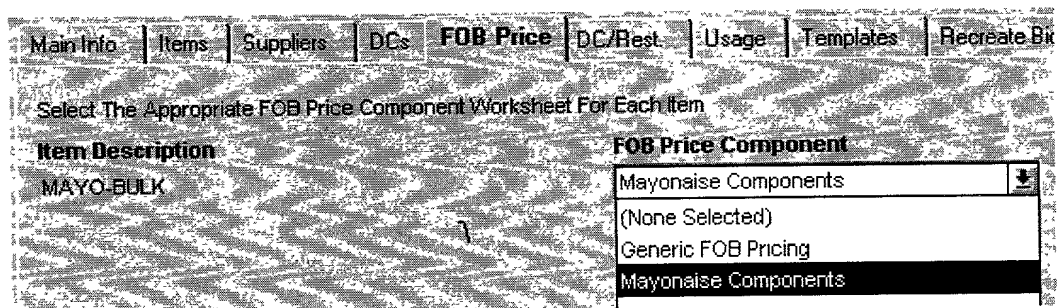 Main Info Items Suppliers DCs FOB Price DC/Rest. Usage Templates Recreate Bid
Select The Appropriate FOB Price Component Worksheet For Each Item
Item Description FOB Price Component
MAYO-BULK Mayonaise Components
(None Selected)
Generic FOB Pricing
Mayonaise Components